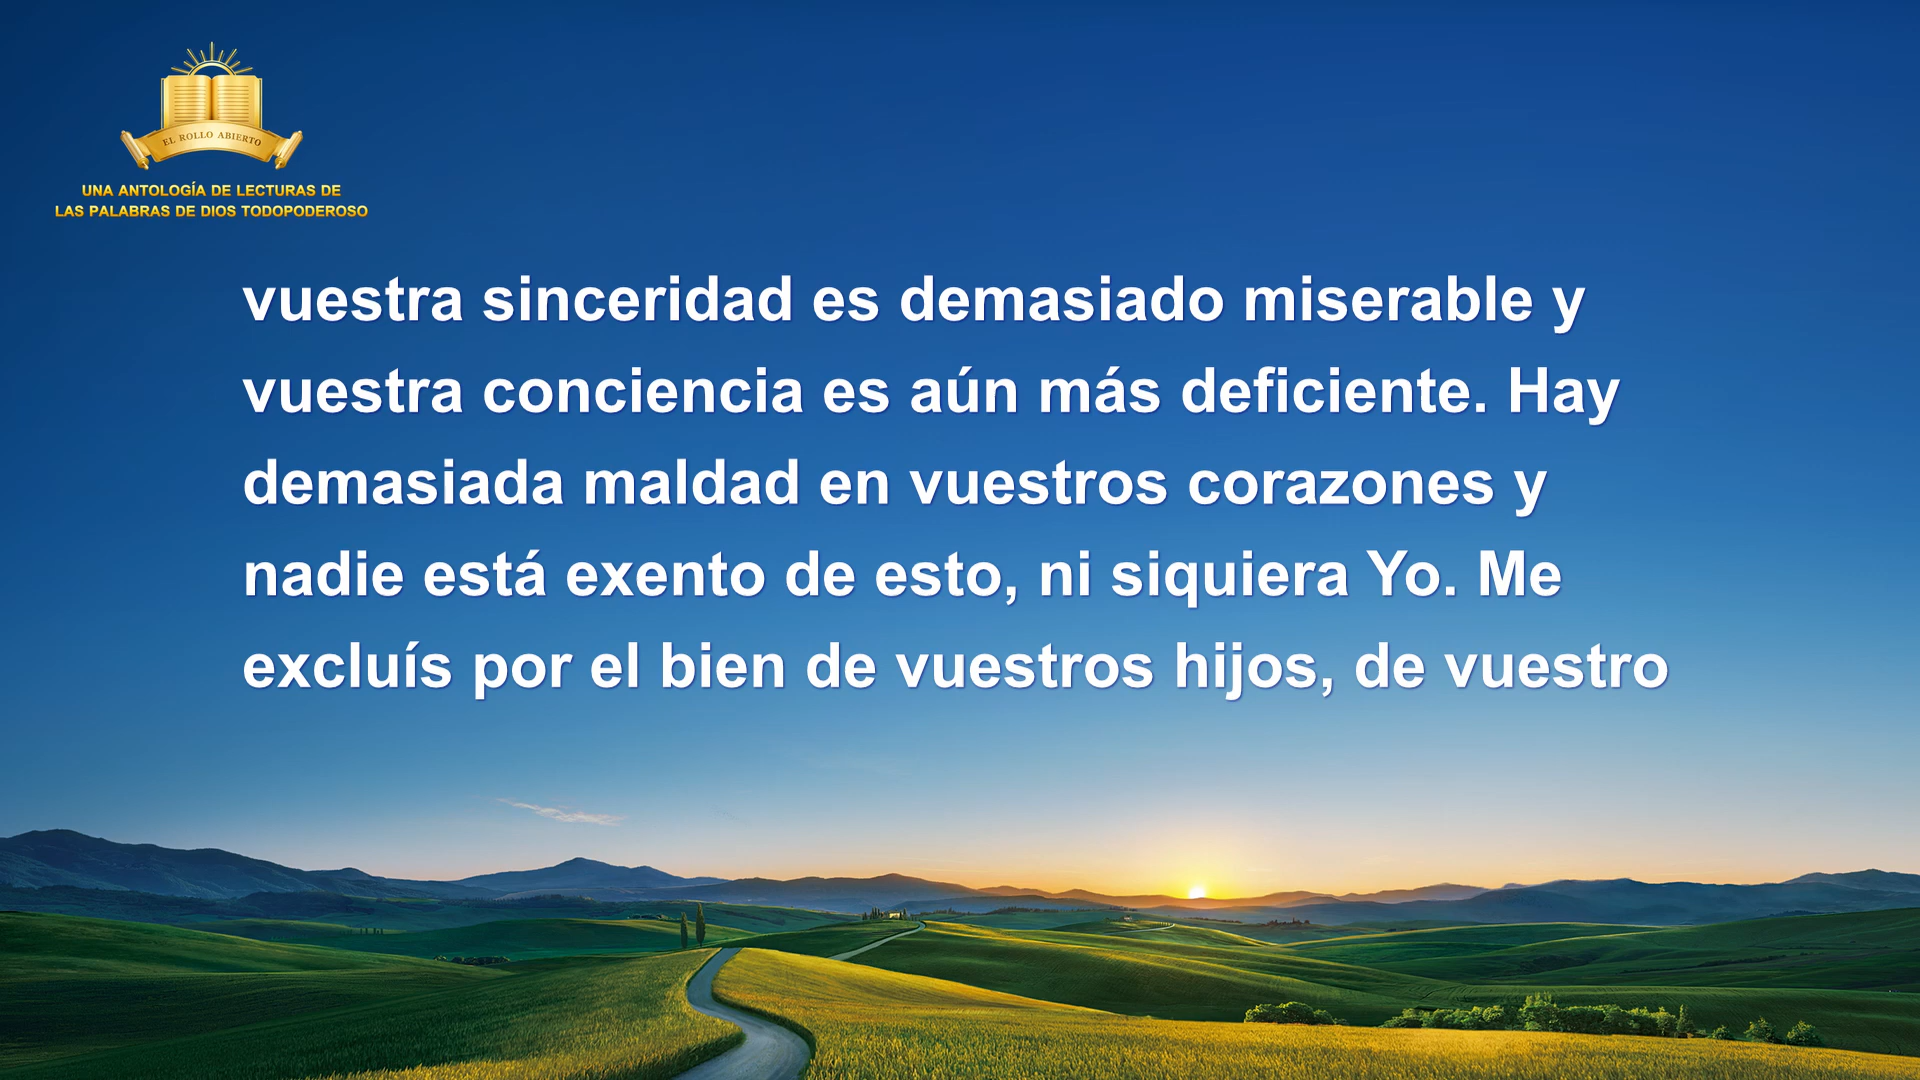 EL ROLLO ABIERTO
UNA ANTOLOGÍA DE LECTURAS DE
LAS PALABRAS DE DIOS TODOPODEROSO
vuestra sinceridad es demasiado miserable y
vuestra conciencia es aún más deficiente. Hay
demasiada maldad en vuestros corazones y
nadie está exento de esto, ni siquiera Yo. Me
excluís por el bien de vuestros hijos, de vuestro